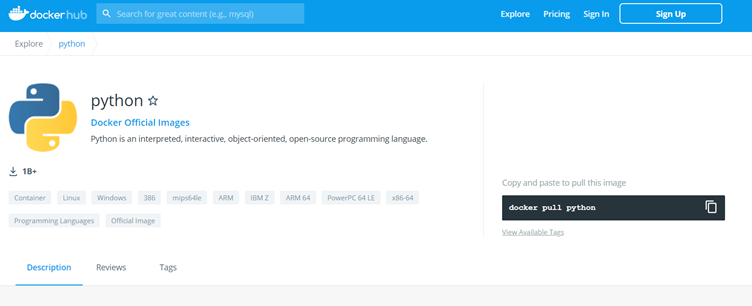 docker hub
Search for great content (e.g., mysql)
Explore Pricing Sign In Sign Up
Explore python
python
Docker Official Images
Python is an interpreted, interactive, object-oriented, open-source programming language.
1B+
Container Linux Windows 386 mips64le ARM IBM Z ARM 64 PowerPC 64 LE x86-64
Programming Languages Official Image
Copy and paste to pull this image
docker pull python
View Available Tags
Description Reviews Tags